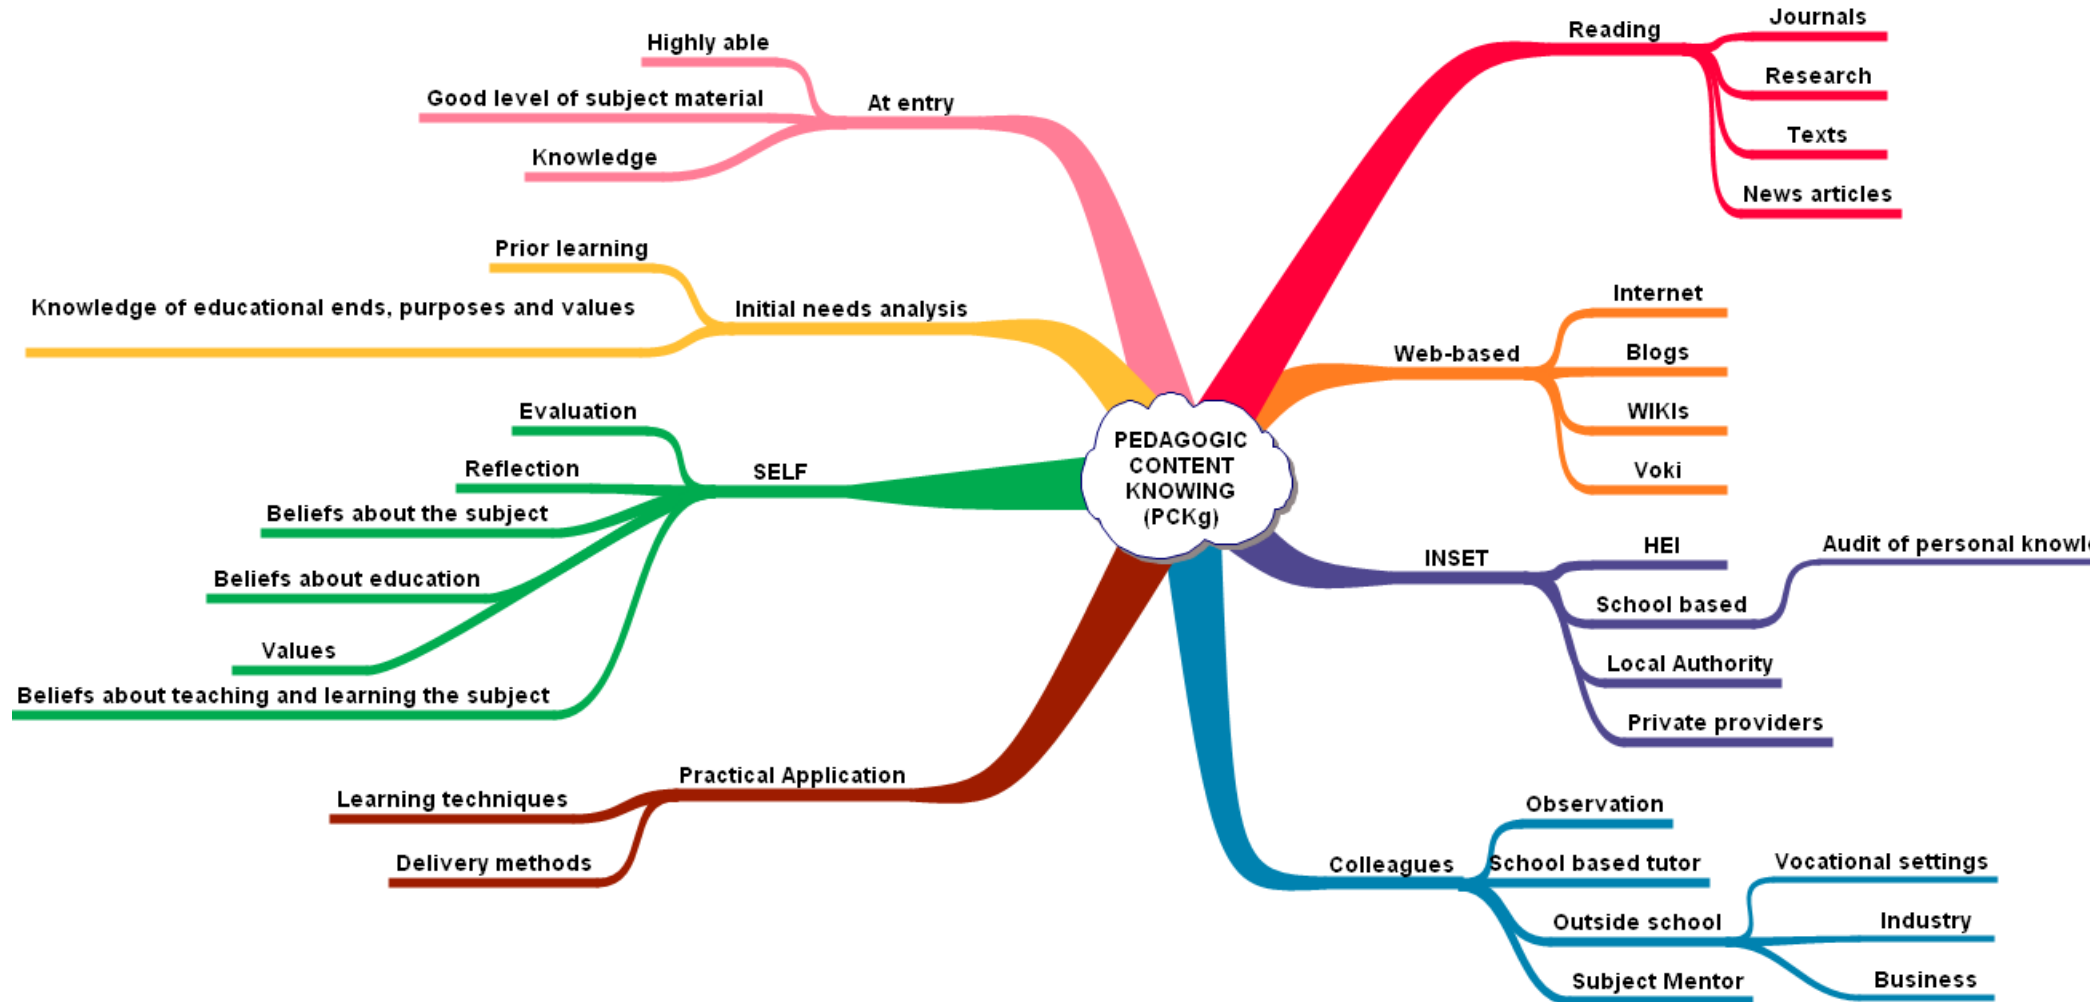 Highly able
Good level of subject material
At entry
Knowledge
Prior learning
Knowledge of educational ends, purposes and values
Initial needs analysis
Evaluation
Reflection
SELF
Beliefs about the subject
Beliefs about education
Values
Beliefs about teaching and learning the subject
Practical Application
Learning techniques
Delivery methods
PEDAGOGIC
CONTENT
KNOWING
(PCKg)
Reading
Journals
Research
Texts
News articles
Web-based
Internet
Blogs
WIKIs
Voki
INSET
HEI
School based
Audit of personal
Local Authority
Private providers
Colleagues
Observation
School based tutor
Outside school
Vocational settings
Industry
Business
Subject Mentor